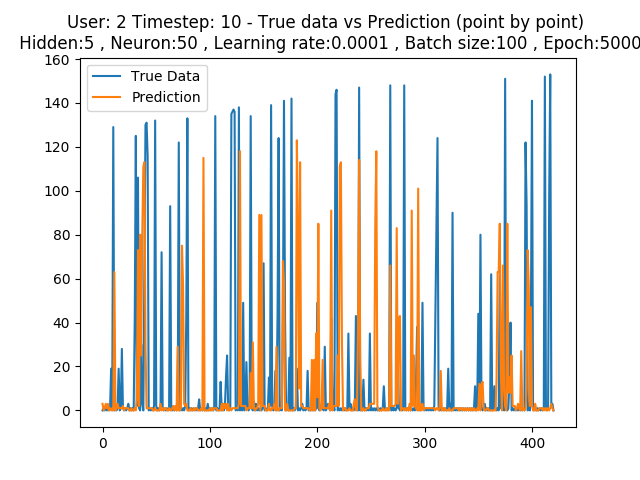 User: 2 Timestep: 10 - True data vs Prediction (point by point)
Hidden:5 , Neuron:50 , Learning rate:0.0001 , Batch size:100 , Epoch:5000
160
140
120
100
80
60
40
20
0
True Data
Prediction
0 100 200 300 400